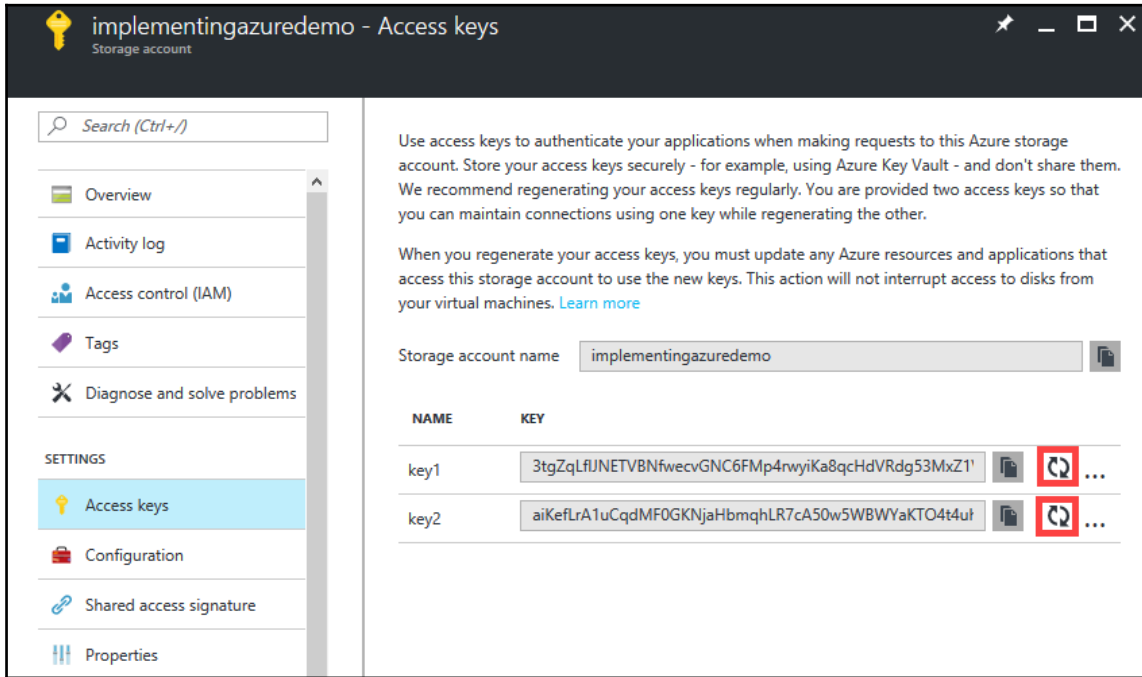 implementingazuredemo - Access keys
Storage account
Search (Ctrl+/)
Overview
Activity log
Access control (IAM)
Tags
Diagnose and solve problems
SETTINGS
Access keys
Configuration
Shared access signature
Properties
Use access keys to authenticate your applications when making requests to this Azure storage
account. Store your access keys securely - for example, using Azure Key Vault - and don't share them.
We recommend regenerating your access keys regularly. You are provided two access keys so that
you can maintain connections using one key while regenerating the other.
When you regenerate your access keys, you must update any Azure resources and applications that
access this storage account to use the new keys. This action will not interrupt access to disks from
your virtual machines. Learn more
Storage account name implementingazuredemo
NAME KEY
key1
key2